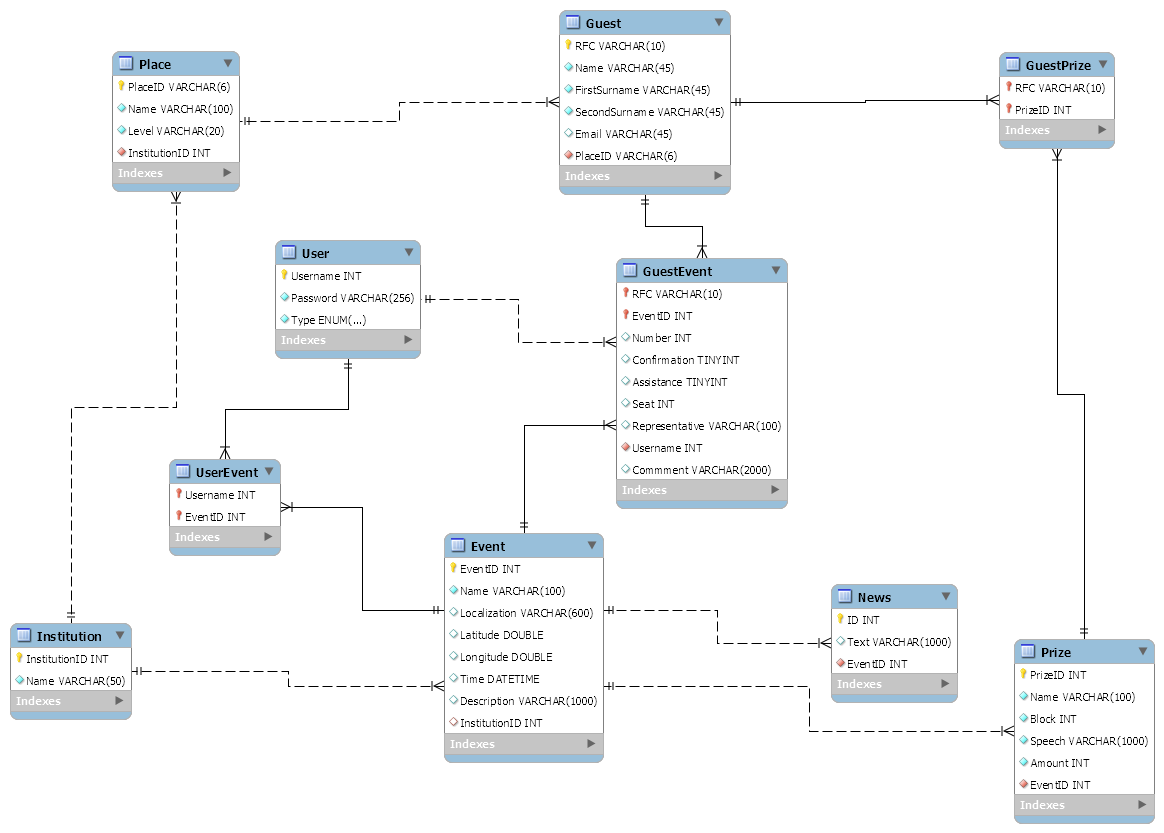 Guest
RFC VARCHAR(10)
Name VARCHAR(45)
FirstSurname VARCHAR(45)
SecondSurname VARCHAR(45)
Email VARCHAR(45)
PlaceID VARCHAR(6)
Indexes
Place
PlaceID VARCHAR(6)
Name VARCHAR(100)
Level VARCHAR(20)
InstitutionID INT
Indexes
GuestPrize
RFC VARCHAR(10)
PrizeID INT
Indexes
User
Username INT
Password VARCHAR(256)
Type ENUM(...)
Indexes
GuestEvent
RFC VARCHAR(10)
EventID INT
Number INT
Confirmation TINYINT
Assistance TINYINT
Seat INT
Representative VARCHAR(100)
Username INT
Commment VARCHAR(2000)
Indexes
UserEvent
Username INT
EventID INT
Indexes
Event
EventID INT
Name VARCHAR(100)
Localization VARCHAR(600)
Latitude DOUBLE
Longitude DOUBLE
Time DATETIME
Description VARCHAR(1000)
InstitutionID INT
Indexes
News
ID INT
Text VARCHAR(1000)
EventID INT
Indexes
Institution
InstitutionID INT
Name VARCHAR(50)
Indexes
Prize
PrizeID INT
Name VARCHAR(100)
Block INT
Speech VARCHAR(1000)
Amount INT
EventID INT
Indexes